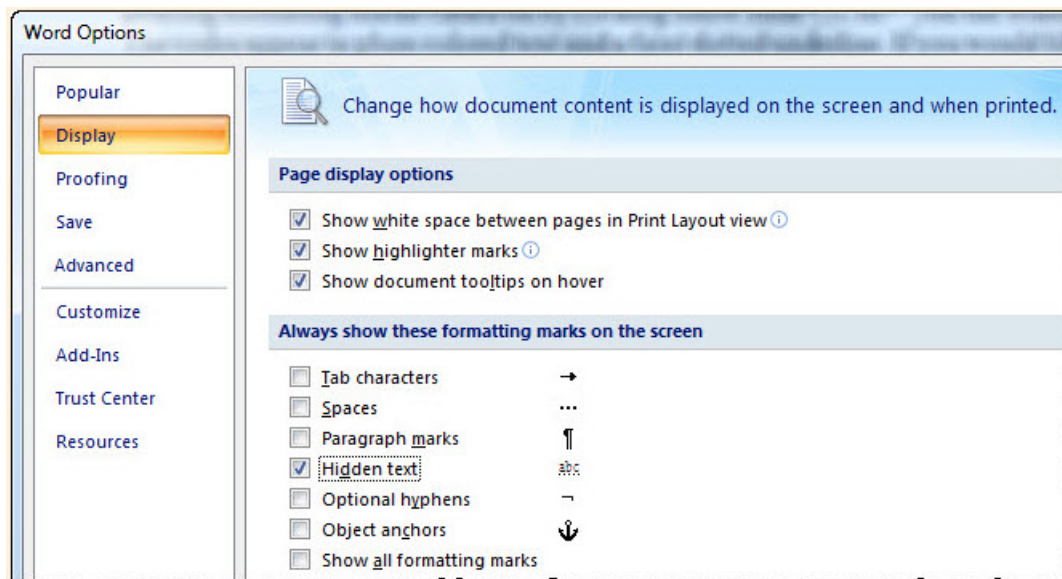 Word Options
Popular
Display
Proofing
Save
Advanced
Customize
Add-Ins
Trust Center
Resources
Change how document content is displayed on the screen and when printed.
Page display options
Show white space between pages in Print Layout view
Show highlighter marks
Show document tooltips on hover
Always show these formatting marks on the screen
Tab characters →
Spaces ...
Paragraph marks ¶
Hidden text abc
Optional hyphens ¬
Object anchors
Show all formatting marks